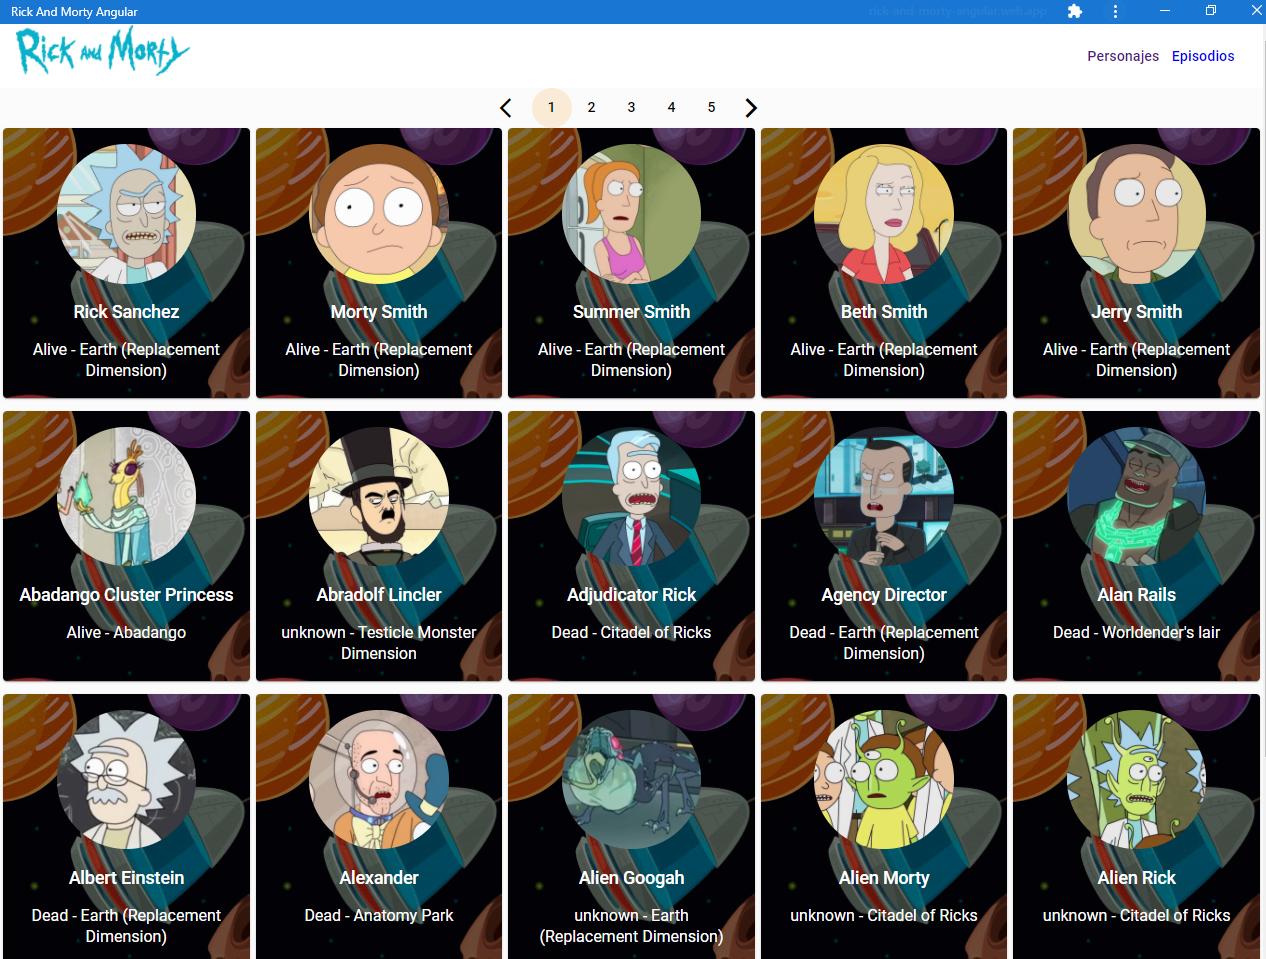 Rick And Morty Angular
rick-and-morty-angular.web.app
Rick AND Morty
Personajes Episodios
1 2 3 4 5
Rick Sanchez
Alive - Earth (Replacement
Dimension)
Morty Smith
Alive - Earth (Replacement
Dimension)
Summer Smith
Alive - Earth (Replacement
Dimension)
Beth Smith
Alive - Earth (Replacement
Dimension)
Jerry Smith
Alive - Earth (Replacement
Dimension)
Abadango Cluster Princess
Alive - Abadango
Abradolf Lincler
unknown - Testicle Monster
Dimension
Adjudicator Rick
Dead - Citadel of Ricks
Agency Director
Dead - Earth (Replacement
Dimension)
Alan Rails
Dead - Worldender's lair
Albert Einstein
Dead - Earth (Replacement
Dimension)
Alexander
Dead - Anatomy Park
Alien Googah
unknown - Earth
(Replacement Dimension)
Alien Morty
unknown - Citadel of Ricks
Alien Rick
unknown - Citadel of Ricks